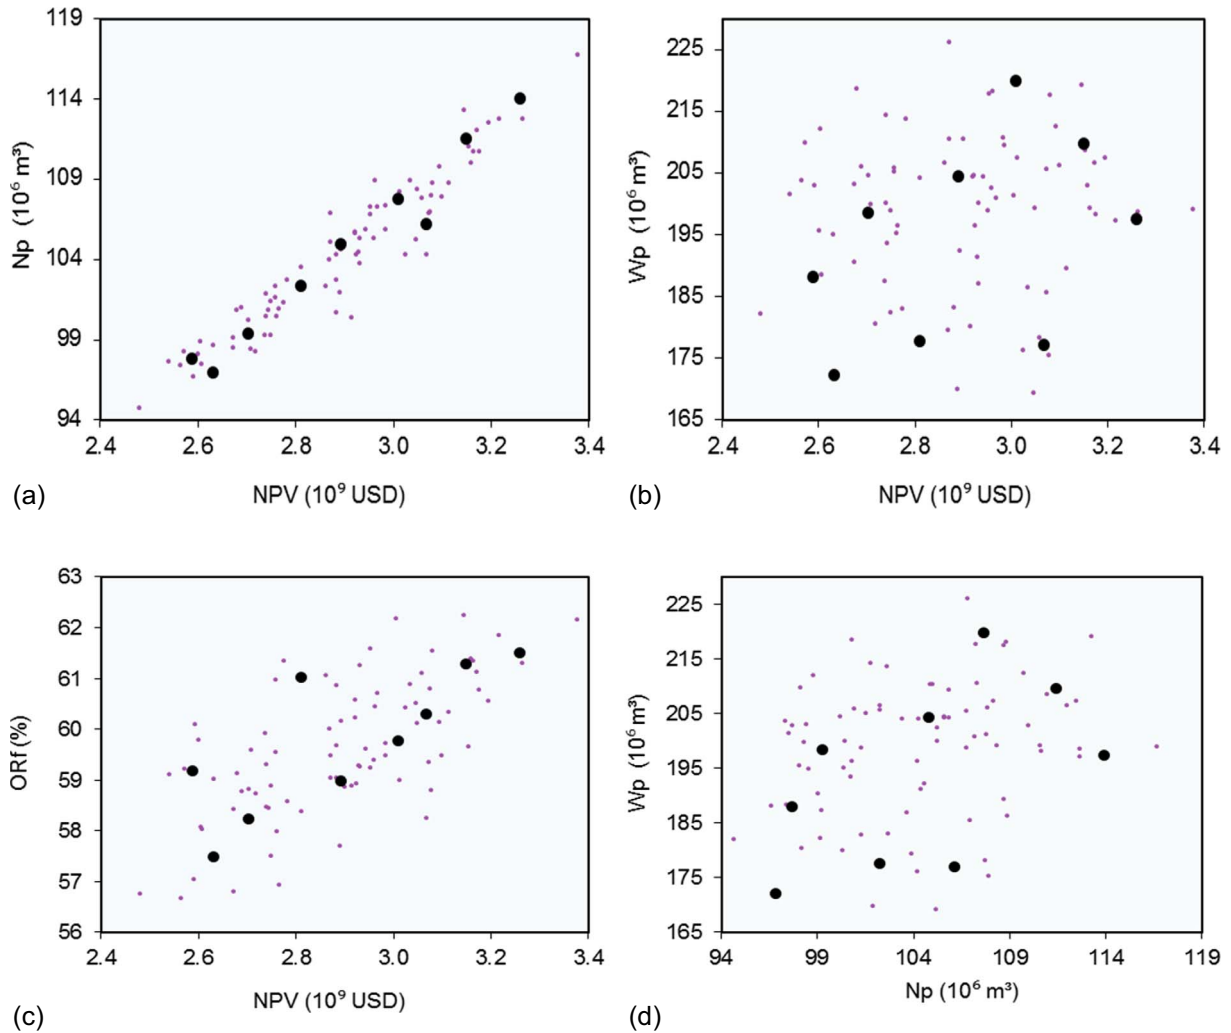 119
114
109
104
99
94
Np (10⁶ m³)
2.4 2.6 2.8 3.0 3.2 3.4
(a) NPV (10⁹ USD)
225
215
205
195
185
175
165
Wp (10⁶ m³)
2.4 2.6 2.8 3.0 3.2 3.4
(b) NPV (10⁹ USD)
63
62
61
60
59
58
57
56
ORf (%)
2.4 2.6 2.8 3.0 3.2 3.4
(c) NPV (10⁹ USD)
225
215
205
195
185
175
165
Wp (10⁶ m³)
94 99 104 109 114 119
(d) Np (10⁶ m³)